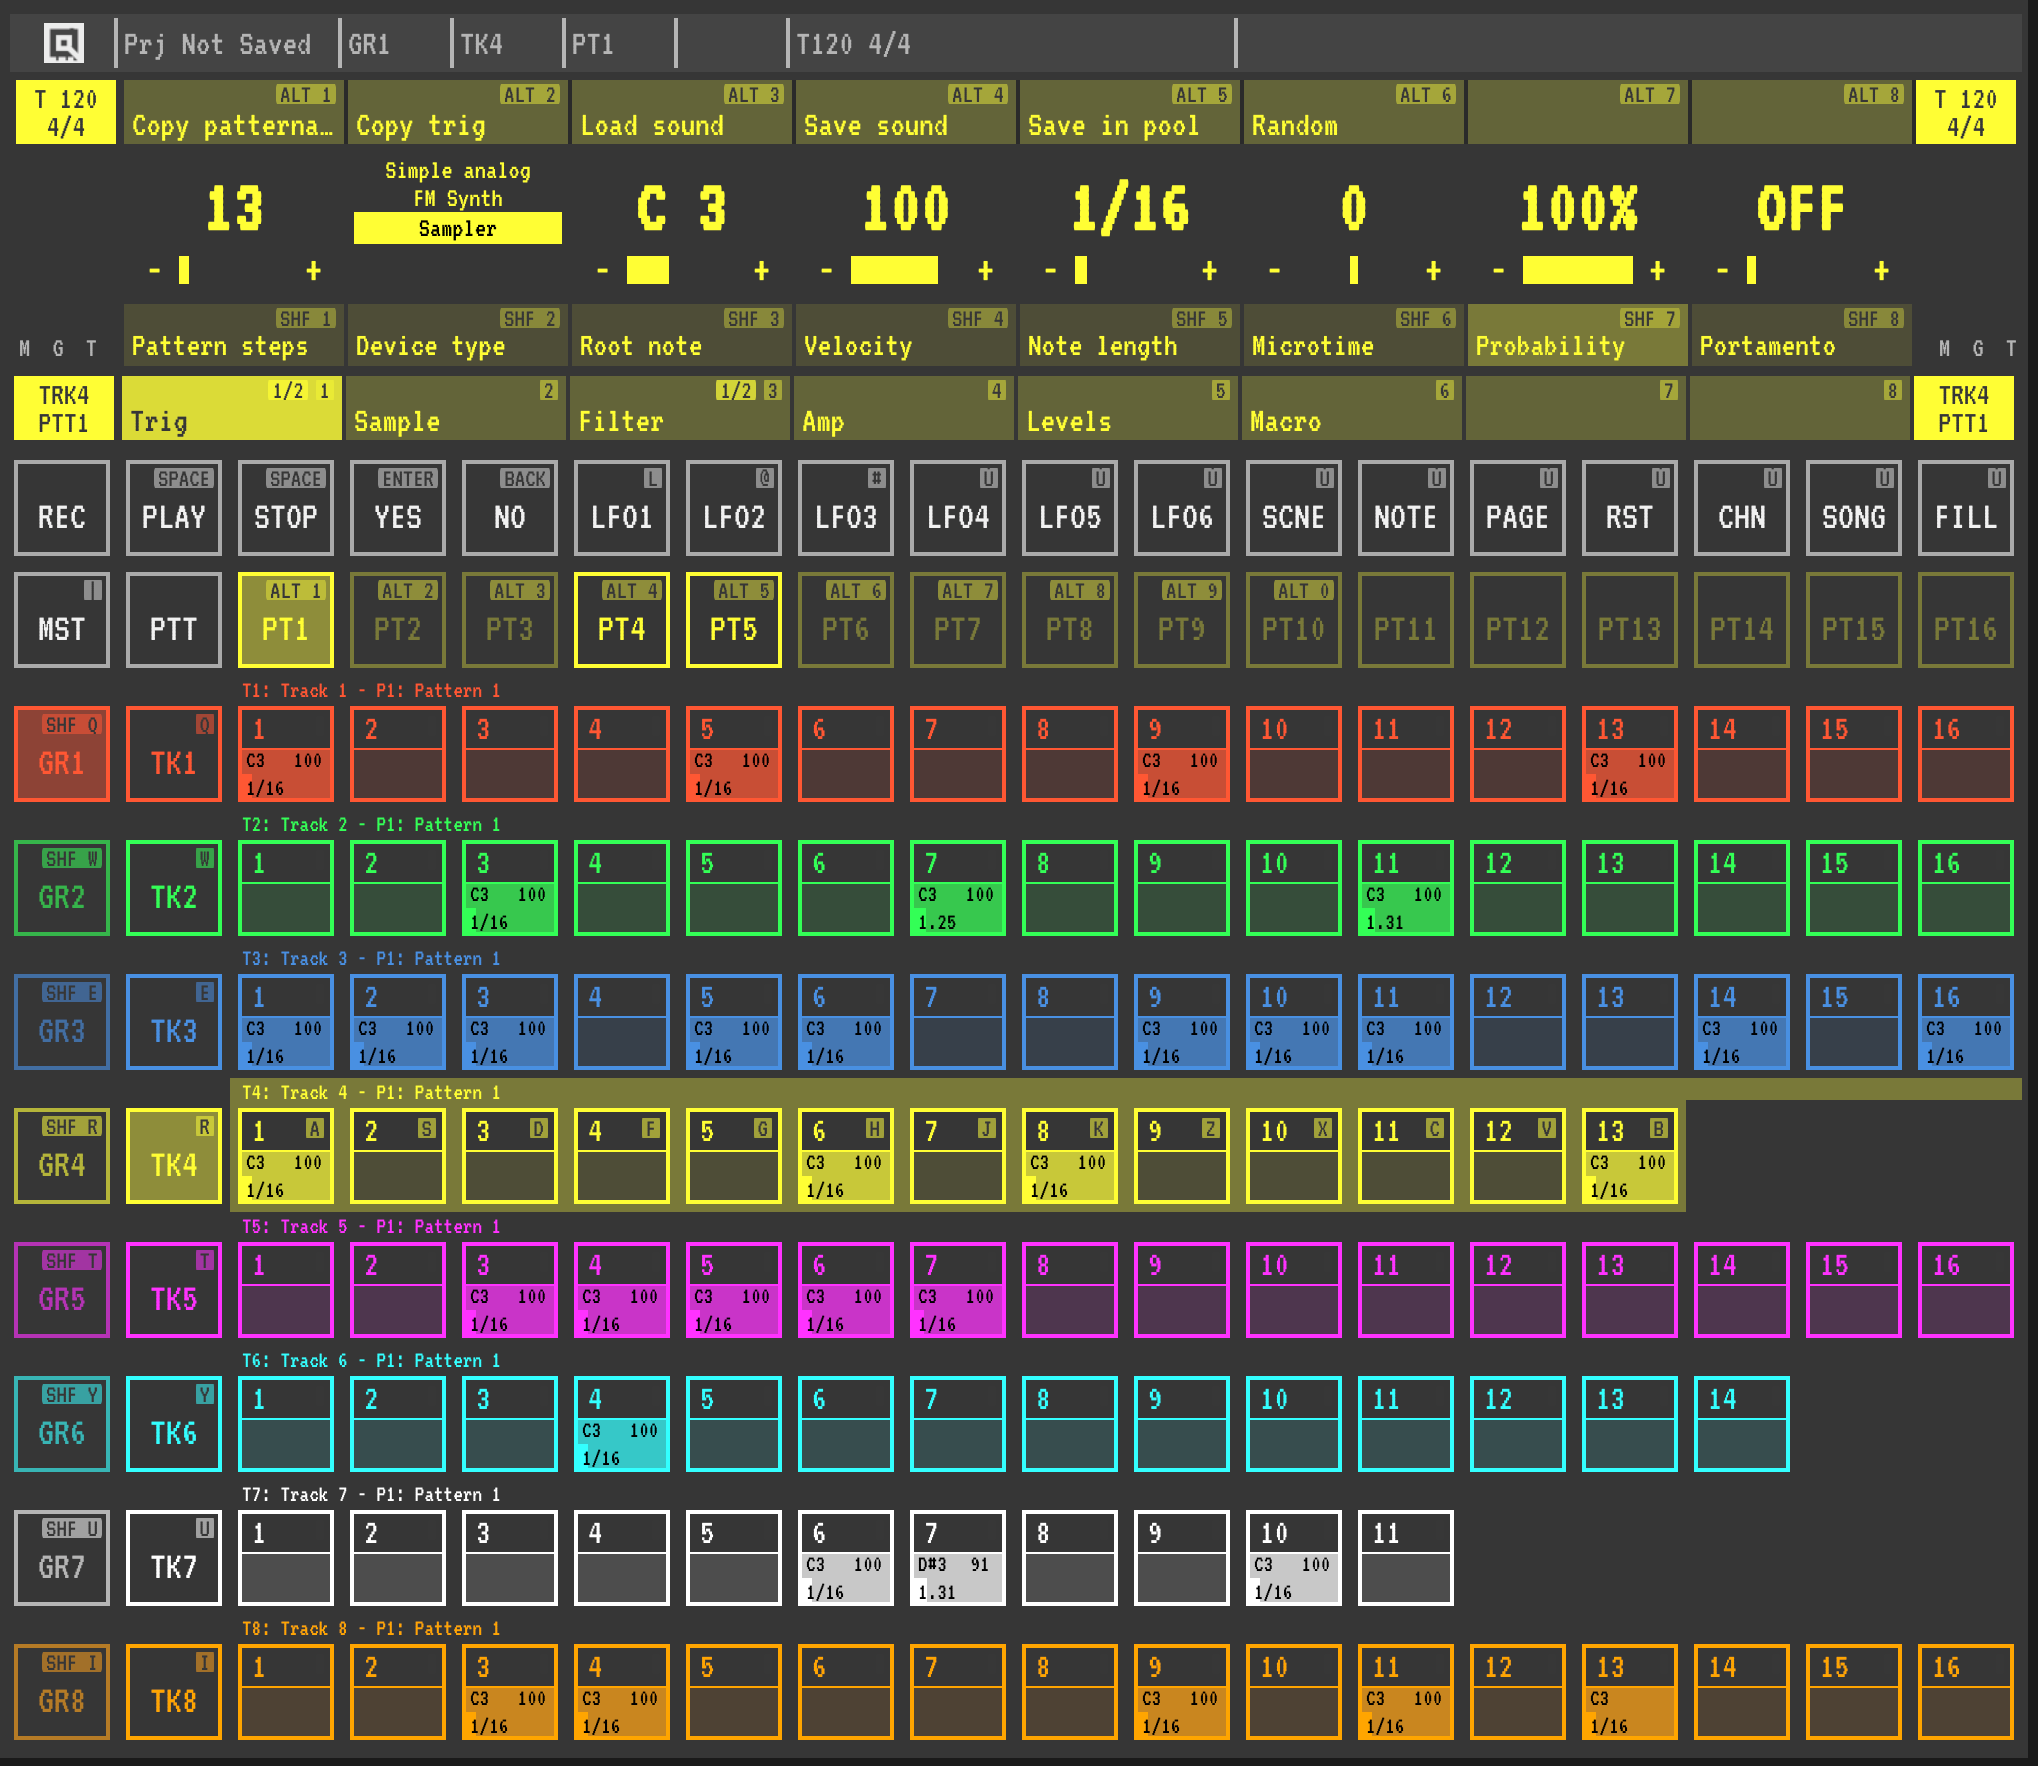 Prj Not Saved GR1 TK4 PT1 T120 4/4
T 120 ALT 1 ALT 2 ALT 3 ALT 4 ALT 5 ALT 6 ALT 7 ALT 8 T 120
4/4 Copy patterna… Copy trig Load sound Save sound Save in pool Random 4/4
Simple analog
FM Synth
13 Sampler C 3 100 1/16 0 100% OFF
- + - + - + - + - + - + - +
SHF 1 SHF 2 SHF 3 SHF 4 SHF 5 SHF 6 SHF 7 SHF 8
M G T Pattern steps Device type Root note Velocity Note length Microtime Probability Portamento M G T
TRK4 1/2 1 2 1/2 3 4 5 6 7 8 TRK4
PTT1 Trig Sample Filter Amp Levels Macro PTT1
SPACE SPACE ENTER BACK L @ # U U U U U U U U U U
REC PLAY STOP YES NO LFO1 LFO2 LFO3 LFO4 LFO5 LFO6 SCNE NOTE PAGE RST CHN SONG FILL
| ALT 1 ALT 2 ALT 3 ALT 4 ALT 5 ALT 6 ALT 7 ALT 8 ALT 9 ALT 0
MST PTT PT1 PT2 PT3 PT4 PT5 PT6 PT7 PT8 PT9 PT10 PT11 PT12 PT13 PT14 PT15 PT16
T1: Track 1 - P1: Pattern 1
SHF Q Q 1 2 3 4 5 6 7 8 9 10 11 12 13 14 15 16
GR1 TK1 C3 100 C3 100 C3 100 C3 100
1/16 1/16 1/16 1/16
T2: Track 2 - P1: Pattern 1
SHF W W 1 2 3 4 5 6 7 8 9 10 11 12 13 14 15 16
GR2 TK2 C3 100 C3 100 C3 100
1/16 1.25 1.31
T3: Track 3 - P1: Pattern 1
SHF E E 1 2 3 4 5 6 7 8 9 10 11 12 13 14 15 16
GR3 TK3 C3 100 C3 100 C3 100 C3 100 C3 100 C3 100 C3 100 C3 100 C3 100 C3 100
1/16 1/16 1/16 1/16 1/16 1/16 1/16 1/16 1/16 1/16
T4: Track 4 - P1: Pattern 1
SHF R R 1 A 2 S 3 D 4 F 5 G 6 H 7 J 8 K 9 Z 10 X 11 C 12 V 13 B
GR4 TK4 C3 100 C3 100 C3 100 C3 100
1/16 1/16 1/16 1/16
T5: Track 5 - P1: Pattern 1
SHF T T 1 2 3 4 5 6 7 8 9 10 11 12 13 14 15 16
GR5 TK5 C3 100 C3 100 C3 100 C3 100 C3 100
1/16 1/16 1/16 1/16 1/16
T6: Track 6 - P1: Pattern 1
SHF Y Y 1 2 3 4 5 6 7 8 9 10 11 12 13 14
GR6 TK6 C3 100
1/16
T7: Track 7 - P1: Pattern 1
SHF U U 1 2 3 4 5 6 7 8 9 10 11
GR7 TK7 C3 100 D#3 91 C3 100
1/16 1.31 1/16
T8: Track 8 - P1: Pattern 1
SHF I I 1 2 3 4 5 6 7 8 9 10 11 12 13 14 15 16
GR8 TK8 C3 100 C3 100 C3 100 C3 100 C3
1/16 1/16 1/16 1/16 1/16